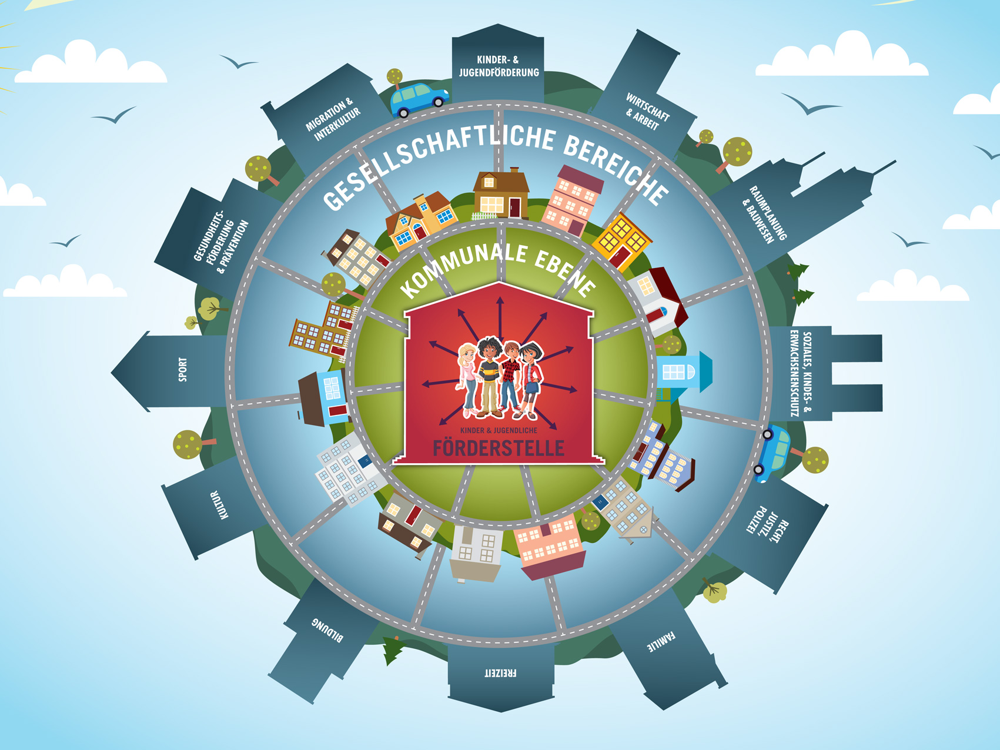 KINDER- &
JUGENDFÖRDERUNG
WIRTSCHAFT
& ARBEIT
RAUMPLANUNG
& BAUWESEN
SOZIALES, KINDES- &
ERWACHSENENSCHUTZ
RECHT,
JUSTIZ,
POLIZEI
FAMILIE
FREIZEIT
BILDUNG
KULTUR
SPORT
GESUNDHEITS-
FÖRDERUNG
& PRÄVENTION
MIGRATION &
INTERKULTUR
GESELLSCHAFTLICHE BEREICHE
KOMMUNALE EBENE
KINDER & JUGENDLICHE
FÖRDERSTELLE